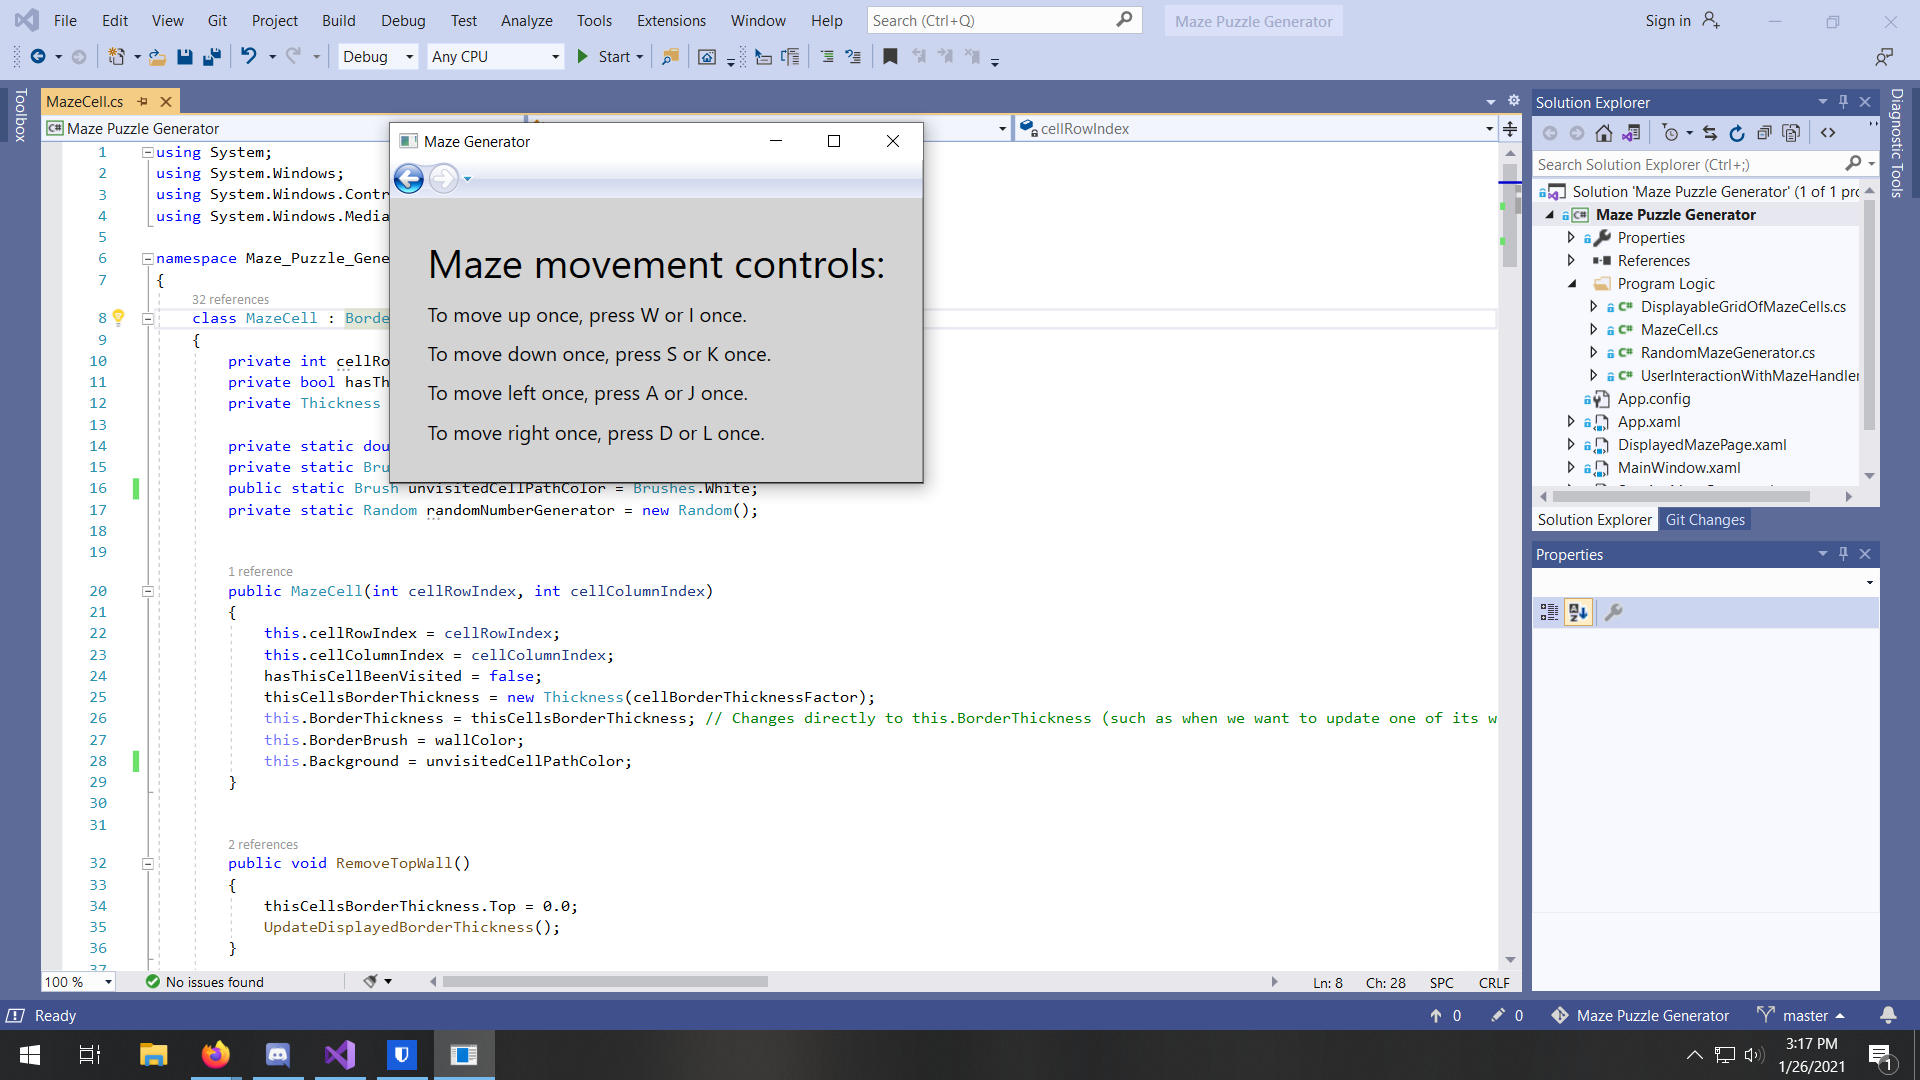 File Edit View Git Project Build Debug Test Analyze Tools Extensions Window Help Search (Ctrl+Q) Maze Puzzle Generator Sign in
Debug Any CPU Start
Toolbox
MazeCell.cs
Maze Puzzle Generator
cellRowIndex
1 using System;
2 using System.Windows;
3 using System.Windows.Contr
4 using System.Windows.Media
5
6 namespace Maze_Puzzle_Gene
7 {
32 references
8 class MazeCell : Borde
9 {
10 private int cellRo
11 private bool hasTh
12 private Thickness
13
14 private static dou
15 private static Bru
16 public static Brush unvisitedCellPathColor = Brushes.White;
17 private static Random randomNumberGenerator = new Random();
18
19
1 reference
20 public MazeCell(int cellRowIndex, int cellColumnIndex)
21 {
22 this.cellRowIndex = cellRowIndex;
23 this.cellColumnIndex = cellColumnIndex;
24 hasThisCellBeenVisited = false;
25 thisCellsBorderThickness = new Thickness(cellBorderThicknessFactor);
26 this.BorderThickness = thisCellsBorderThickness; // Changes directly to this.BorderThickness (such as when we want to update one of its w
27 this.BorderBrush = wallColor;
28 this.Background = unvisitedCellPathColor;
29 }
30
31
2 references
32 public void RemoveTopWall()
33 {
34 thisCellsBorderThickness.Top = 0.0;
35 UpdateDisplayedBorderThickness();
36 }
37
Maze Generator
Maze movement controls:
To move up once, press W or I once.
To move down once, press S or K once.
To move left once, press A or J once.
To move right once, press D or L once.
100 % No issues found Ln: 8 Ch: 28 SPC CRLF
Solution Explorer
Search Solution Explorer (Ctrl+;)
Solution 'Maze Puzzle Generator' (1 of 1 pro
C# Maze Puzzle Generator
Properties
References
Program Logic
C# DisplayableGridOfMazeCells.cs
C# MazeCell.cs
C# RandomMazeGenerator.cs
C# UserInteractionWithMazeHandler
App.config
App.xaml
DisplayedMazePage.xaml
MainWindow.xaml
Solution Explorer Git Changes
Properties
Diagnostic Tools
Ready 0 0 Maze Puzzle Generator master
3:17 PM
1/26/2021
1